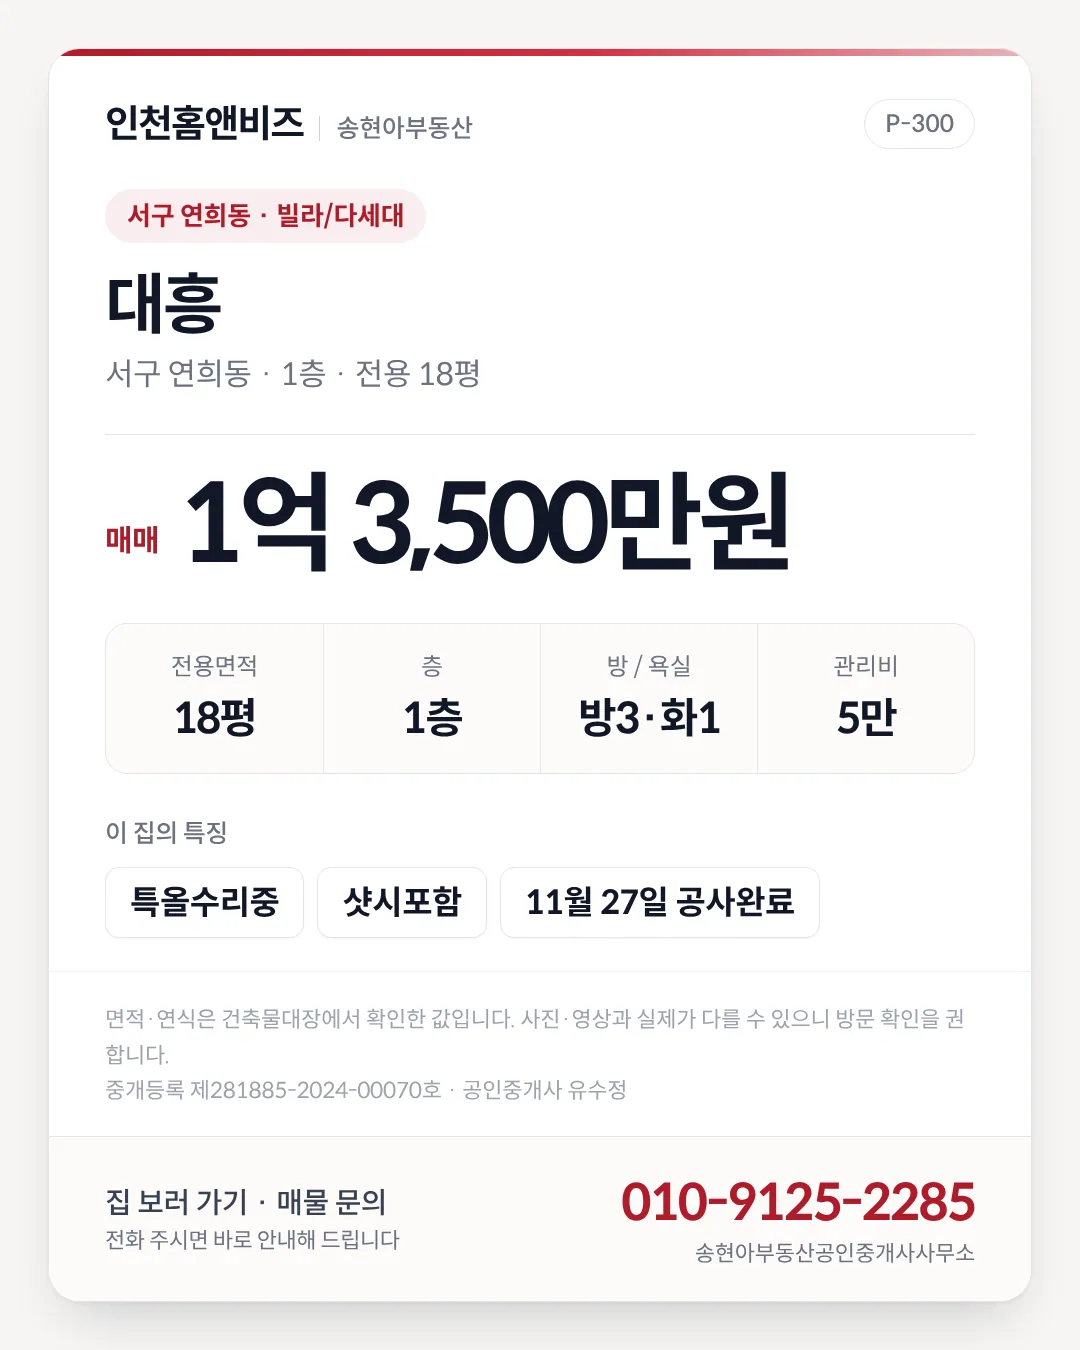 인천홈앤비즈 송현아부동산 P-300
서구 연희동 · 빌라/다세대
대흥
서구 연희동 · 1층 · 전용 18평
매매 1억 3,500만원
전용면적 층 방 / 욕실 관리비
18평 1층 방3·화1 5만
이 집의 특징
특올수리중 샷시포함 11월 27일 공사완료
면적·연식은 건축물대장에서 확인한 값입니다. 사진·영상과 실제가 다를 수 있으니 방문 확인을 권
합니다.
중개등록 제281885-2024-00070호 · 공인중개사 유수정
집 보러 가기 · 매물 문의 010-9125-2285
전화 주시면 바로 안내해 드립니다 송현아부동산공인중개사사무소